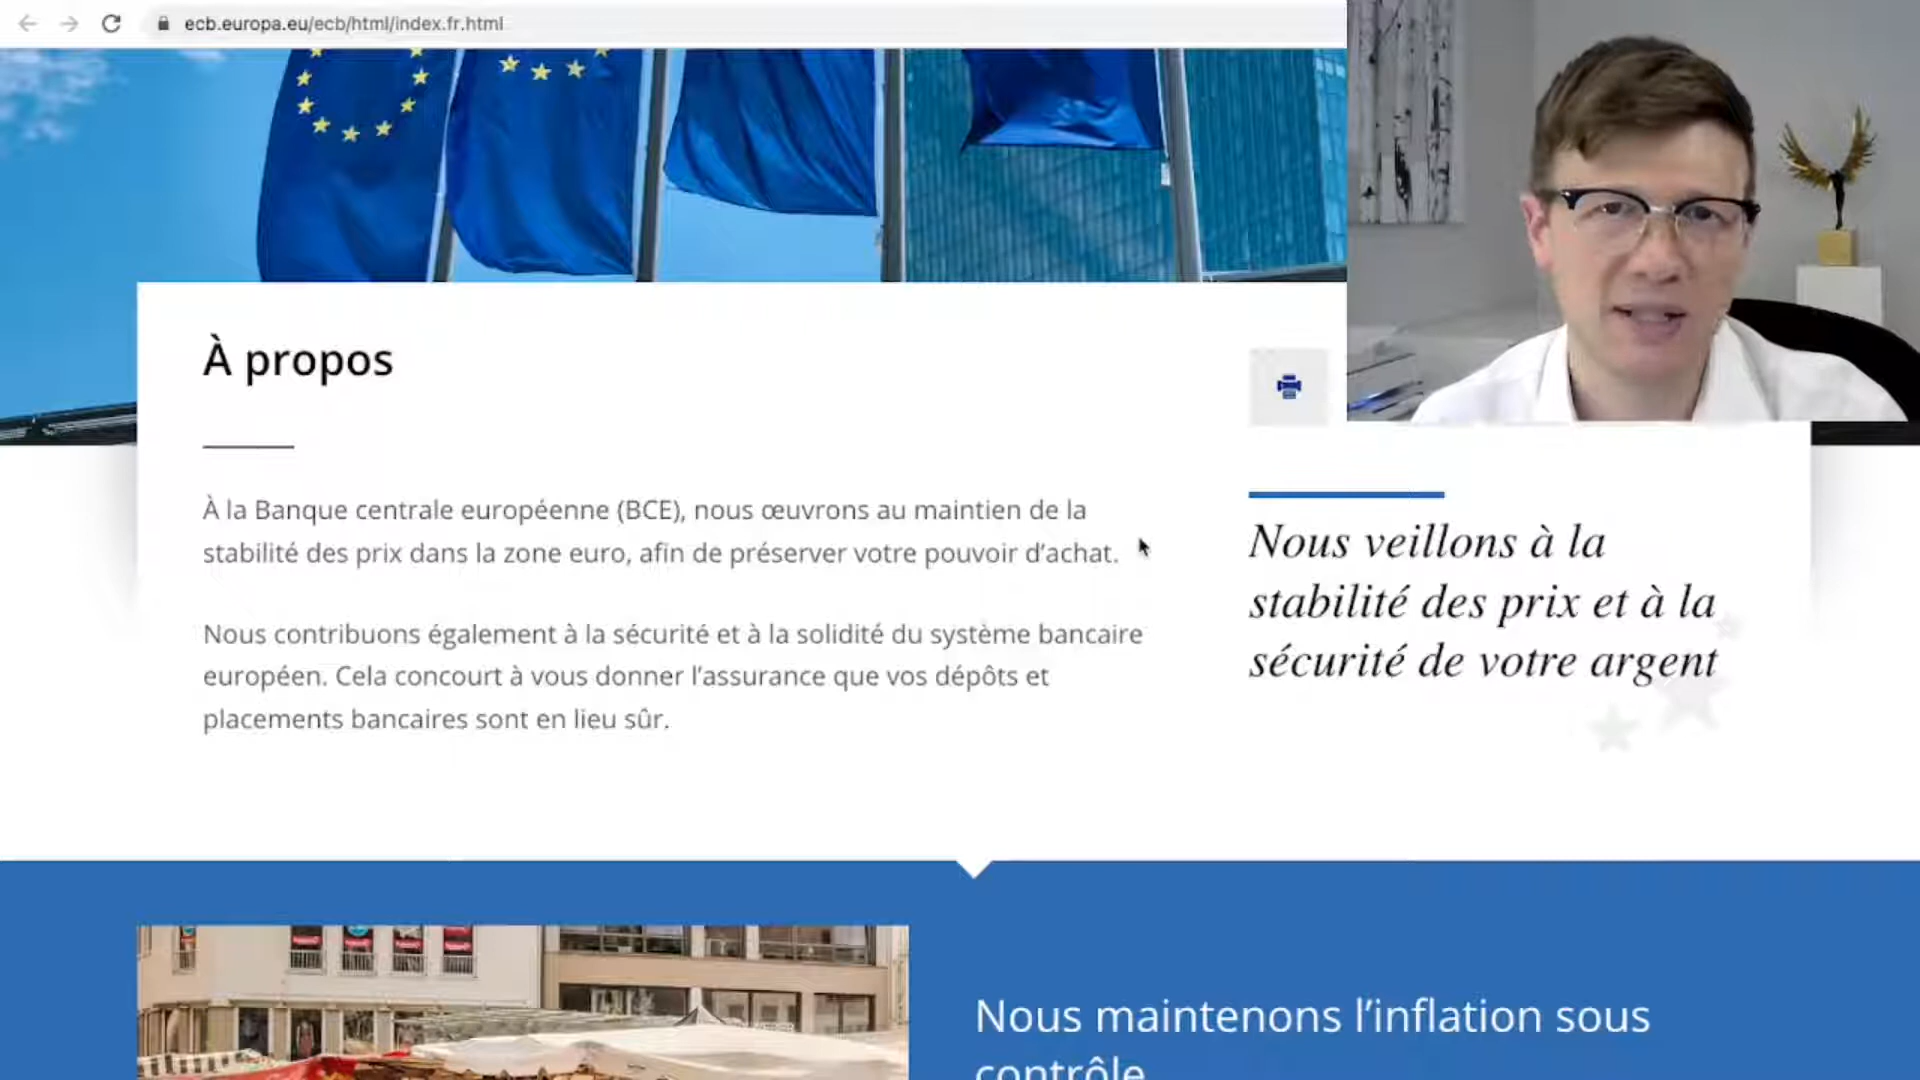 ecb.europa.eu/ecb/html/index.fr.html
À propos
À la Banque centrale européenne (BCE), nous œuvrons au maintien de la
stabilité des prix dans la zone euro, afin de préserver votre pouvoir d’achat.
Nous contribuons également à la sécurité et à la solidité du système bancaire
européen. Cela concourt à vous donner l’assurance que vos dépôts et
placements bancaires sont en lieu sûr.
Nous veillons à la
stabilité des prix et à la
sécurité de votre argent
Nous maintenons l’inflation sous
contrôle